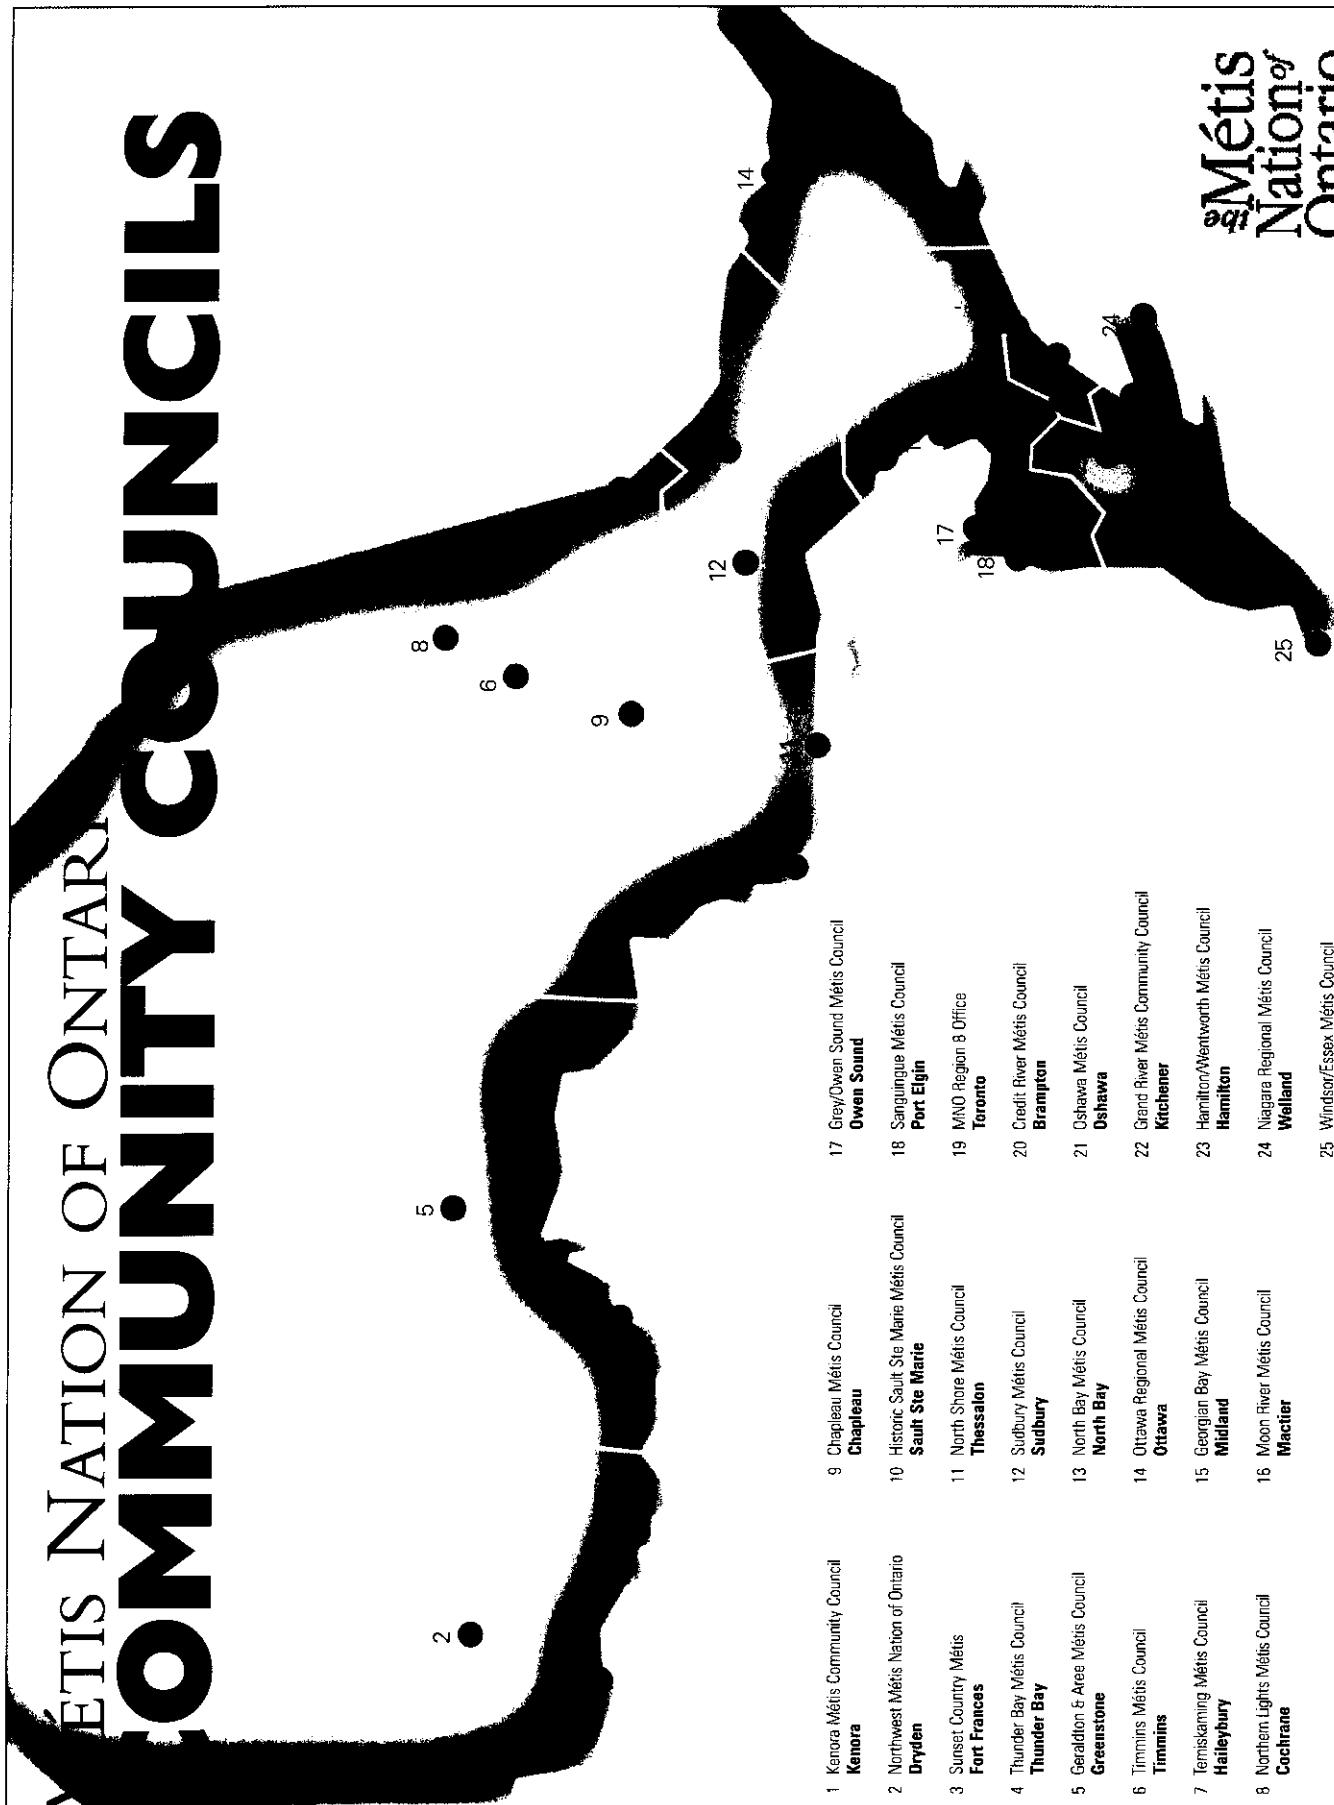 ÉTIS NATION OF ONTARI
COMMUNITY COUNCILS
the Métis
Nation of
Ontario
2
5
8
6
9
12
11
14
17
18
24
25
1 Kenora Métis Community Council
Kenora
2 Northwest Métis Nation of Ontario
Dryden
3 Sunset Country Métis
Fort Frances
4 Thunder Bay Métis Council
Thunder Bay
5 Geraldton & Aree Métis Council
Greenstone
6 Timmins Métis Council
Timmins
7 Temiskaming Métis Council
Haileybury
8 Northern Lights Métis Council
Cochrane
9 Chapleau Métis Council
Chapleau
10 Historic Sault Ste Marie Métis Council
Sault Ste Marie
11 North Shore Métis Council
Thessalon
12 Sudbury Métis Council
Sudbury
13 North Bay Métis Council
North Bay
14 Ottawa Regional Métis Council
Ottawa
15 Georgian Bay Métis Council
Midland
16 Moon River Métis Council
Mactier
17 Grey/Owen Sound Métis Council
Owen Sound
18 Sanguingue Métis Council
Port Elgin
19 MNO Region 8 Office
Toronto
20 Credit River Métis Council
Brampton
21 Oshawa Métis Council
Oshawa
22 Grand River Métis Community Council
Kitchener
23 Hamilton/Wentworth Métis Council
Hamilton
24 Niagara Regional Métis Council
Welland
25 Windsor/Essex Métis Council